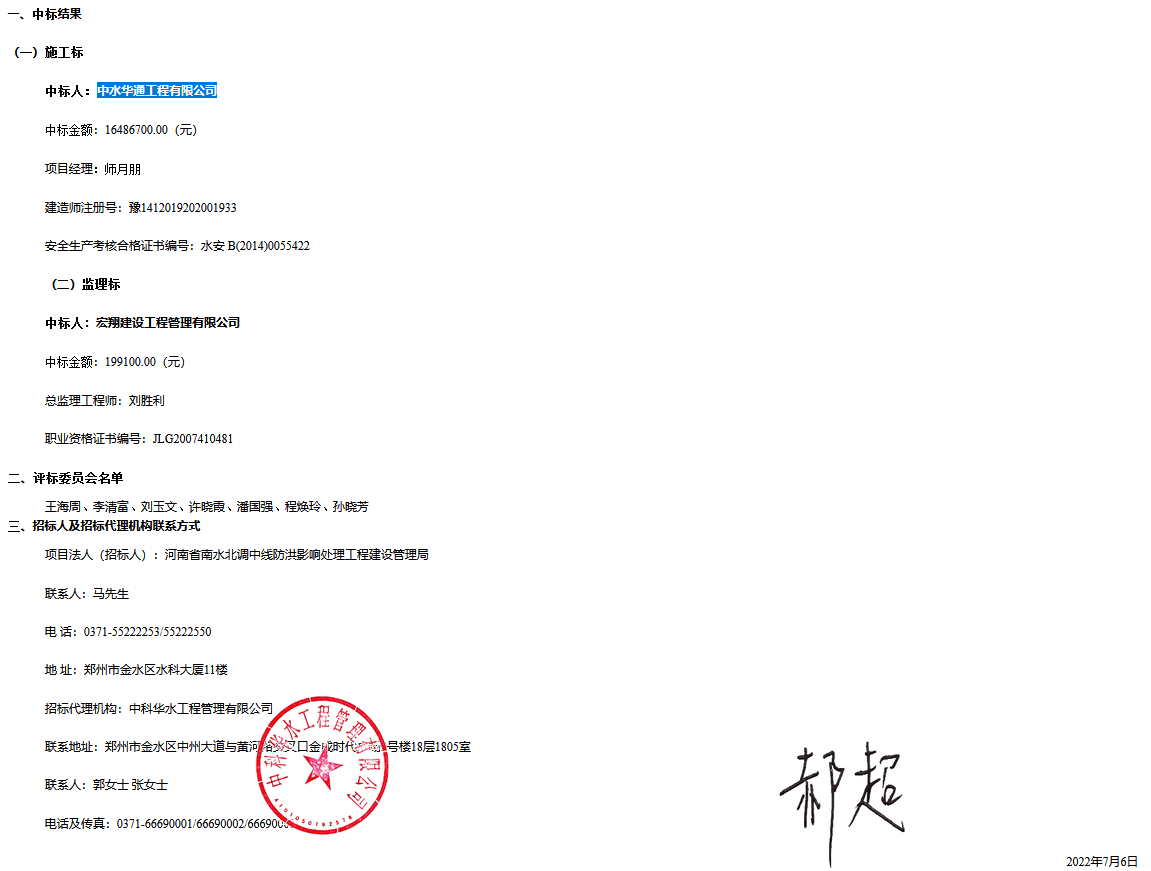 一、中标结果
（一）施工标
中标人：中水华通工程有限公司
中标金额：16486700.00（元）
项目经理：师月朋
建造师注册号：豫1412019202001933
安全生产考核合格证书编号：水安 B(2014)0055422
（二）监理标
中标人：宏翔建设工程管理有限公司
中标金额：199100.00（元）
总监理工程师：刘胜利
职业资格证书编号：JLG2007410481
二、评标委员会名单
王海周、李清富、刘玉文、许晓霞、潘国强、程焕玲、孙晓芳
三、招标人及招标代理机构联系方式
项目法人（招标人）：河南省南水北调中线防洪影响处理工程建设管理局
联系人：马先生
电 话：0371-55222253/55222550
地 址：郑州市金水区水科大厦11楼
招标代理机构：中科华水工程管理有限公司
联系地址：郑州市金水区中州大道与黄河 口金成时代 号楼18层1805室
联系人：郭女士 张女士
电话及传真：0371-66690001/66690002/66690
中科华水工程管理有限公司
郝超
2022年7月6日